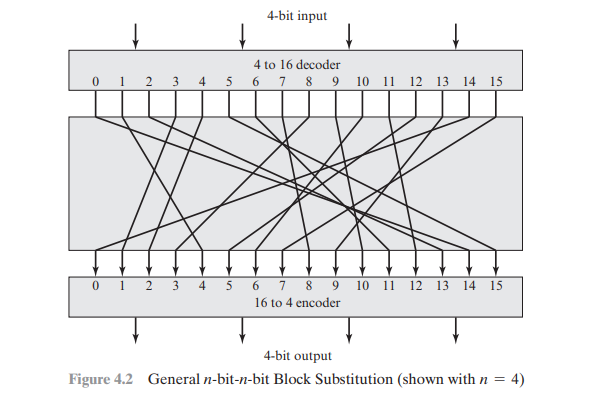 4-bit input
4 to 16 decoder
0 1 2 3 4 5 6 7 8 9 10 11 12 13 14 15
0 1 2 3 4 5 6 7 8 9 10 11 12 13 14 15
16 to 4 encoder
4-bit output
Figure 4.2 General n-bit-n-bit Block Substitution (shown with n = 4)